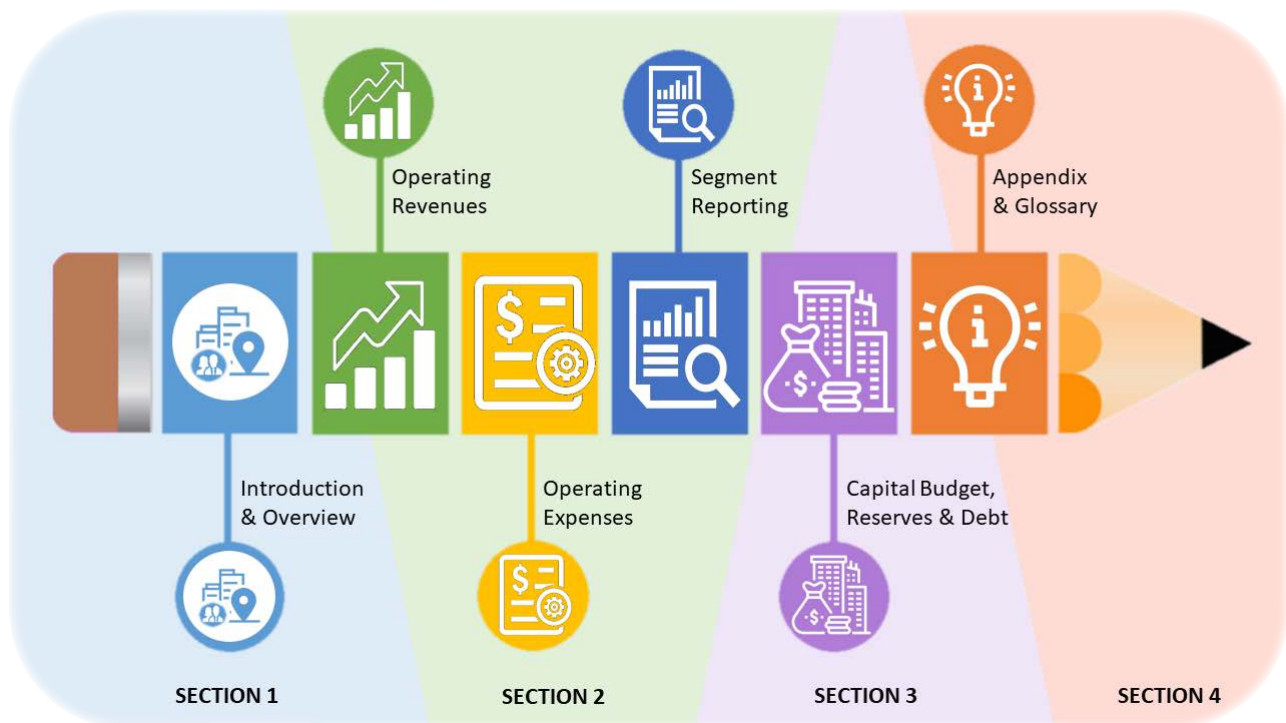 Operating
Revenues
Segment
Reporting
Appendix
& Glossary
Introduction
& Overview
Operating
Expenses
Capital Budget,
Reserves & Debt
SECTION 1
SECTION 2
SECTION 3
SECTION 4